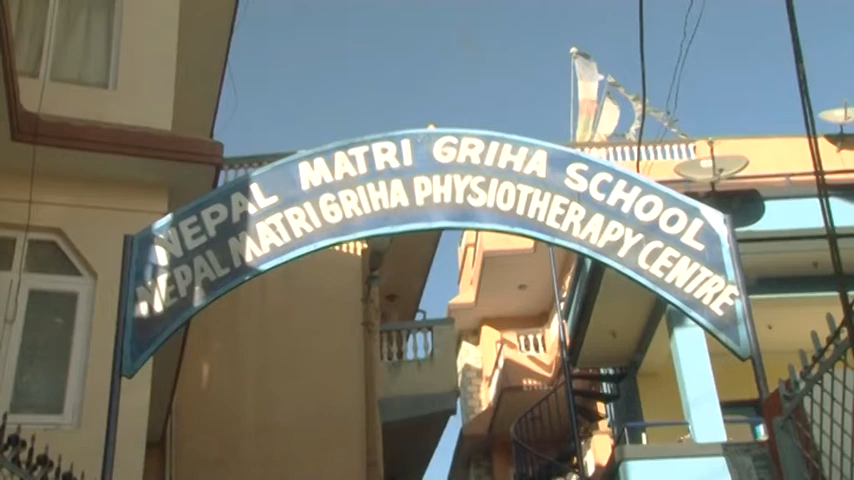 NEPAL MATRI GRIHA SCHOOL
NEPAL MATRI GRIHA PHYSIOTHERAPY CENTRE